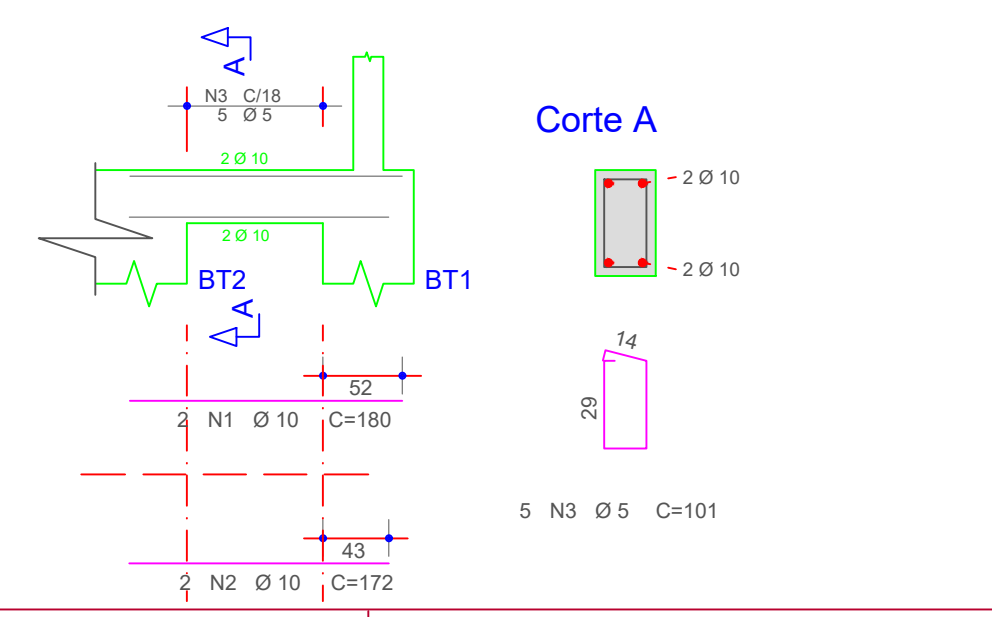 A
N3 C/18
5 Ø 5
2 Ø 10
2 Ø 10
BT2
BT1
A
52
2 N1 Ø 10 C=180
43
2 N2 Ø 10 C=172
Corte A
2 Ø 10
2 Ø 10
14
29
5 N3 Ø 5 C=101